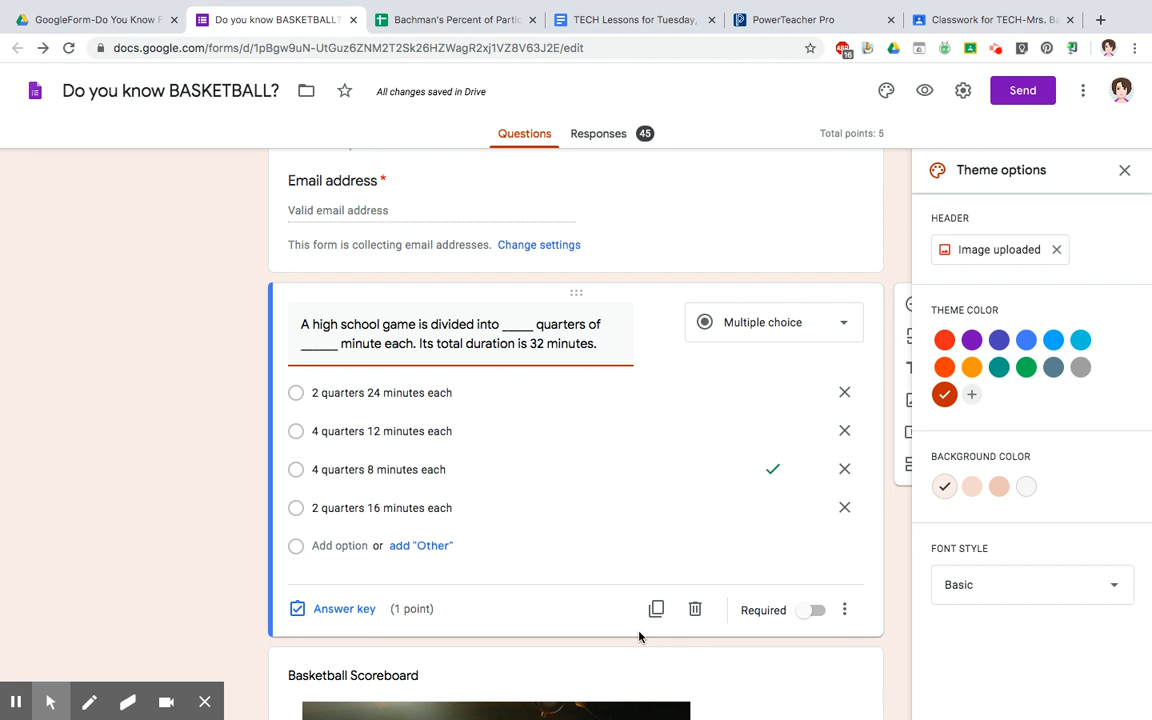 GoogleForm-Do You Know F
Do you know BASKETBALL?
Bachman's Percent of Partic
TECH Lessons for Tuesday,
PowerTeacher Pro
Classwork for TECH-Mrs. Ba
docs.google.com/forms/d/1pBgw9uN-UtGuz6ZNM2T2Sk26HZWagR2xj1VZ8V63J2E/edit
ABP
16
Do you know BASKETBALL?
All changes saved in Drive
Send
Questions
Responses 45
Total points: 5
Theme options
Email address *
Valid email address
This form is collecting email addresses. Change settings
HEADER
Image uploaded
A high school game is divided into _____ quarters of
______ minute each. Its total duration is 32 minutes.
Multiple choice
THEME COLOR
2 quarters 24 minutes each
4 quarters 12 minutes each
4 quarters 8 minutes each
2 quarters 16 minutes each
Add option or add "Other"
BACKGROUND COLOR
FONT STYLE
Basic
Answer key (1 point)
Required
Basketball Scoreboard